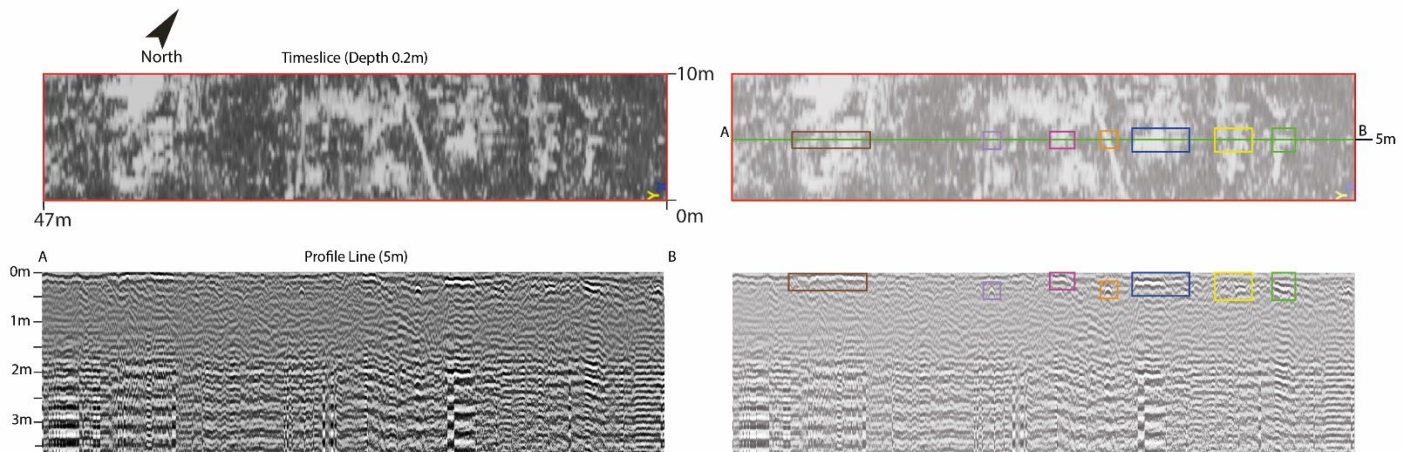 North
Timeslice (Depth 0.2m)
10m
A
B
5m
Y
Y
47m
0m
A
Profile Line (5m)
B
0m
1m
2m
3m